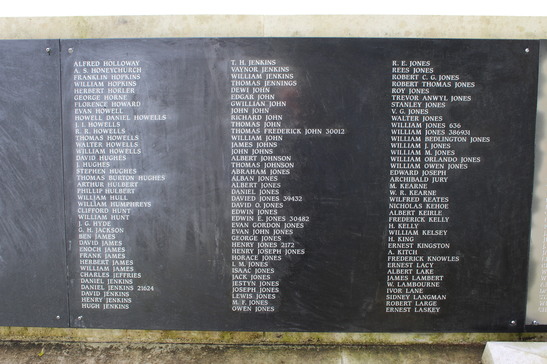 ALFRED HOLLOWAY
A. S. HONEYCHURCH
FRANKLIN HOPKINS
WILLIAM HOPKINS
HERBERT HORLER
GEORGE HORNE
FLORENCE HOWARD
EVAN HOWELL
HOWELL DANIEL HOWELLS
J. I. HOWELLS
R. R. HOWELLS
THOMAS HOWELLS
WALTER HOWELLS
WILLIAM HOWELLS
DAVID HUGHES
J. HUGHES
STEPHEN HUGHES
THOMAS BURTON HUGHES
ARTHUR HULBERT
PHILLIP HULBERT
WILLIAM HULL
WILLIAM HUMPHREYS
CLIFORD HUNT
WILLIAM HUNT
J. G. HYDE
G. H. JACKSON
BEN JAMES
DAVID JAMES
ENOCH JAMES
FRANK JAMES
HERBERT JAMES
WILLIAM JAMES
CHARLES JEFFRIES
DANIEL JENKINS
DANIEL JENKINS 21624
DAVID JENKINS
HENRY JENKINS
HUGH JENKINS
T. H. JENKINS
VAYNOR JENKINS
WILLIAM JENKINS
THOMAS JENNINGS
DEWI JOHN
EDGAR JOHN
GWILLIAN JOHN
JOHN JOHN
RICHARD JOHN
THOMAS JOHN
THOMAS FREDERICK JOHN 30012
WILLIAM JOHN
JAMES JOHNS
JOHN JOHNS
ALBERT JOHNSON
THOMAS JOHNSON
ABRAHAM JONES
ALBAN JONES
ALBERT JONES
DANIEL JONES
DAVIED JONES 39432
DAVID O. JONES
EDWIN JONES
EDWIN E. JONES 30482
EVAN GORDON JONES
EVAN JOHN JONES
GEORGE JONES
HENRY JONES 2172
HENRY JOSEPH JONES
HORACE JONES
I. M. JONES
ISAAC JONES
JACK JONES
JESTYN JONES
JOSEPH JONES
LEWIS JONES
M. F. JONES
OWEN JONES
R. E. JONES
REES JONES
ROBERT C. G. JONES
ROBERT THOMAS JONES
ROY JONES
TREVOR ANWYL JONES
STANLEY JONES
V. G. JONES
WALTER JONES
WILLIAM JONES 636
WILLIAM JONES 386931
WILLIAM BEDLINGTON JONES
WILLIAM J. JONES
WILLIAM M. JONES
WILLIAM ORLANDO JONES
WILLIAM OWEN JONES
EDWARD JOSEPH
ARCHIBALD JURY
M. KEARNE
W. R. KEARNE
WILFRED KEATES
NICHOLAS KEHOE
ALBERT KEIRLE
FREDERICK KELLY
H. KELLY
WILLIAM KELSEY
H. KING
ERNEST KINGSTON
A. KITCH
FREDERICK KNOWLES
ERNEST LACY
ALBERT LAKE
JAMES LAMBERT
W. LAMBOURNE
IVOR LANE
SIDNEY LANGMAN
ROBERT LARGE
ERNEST LASKEY